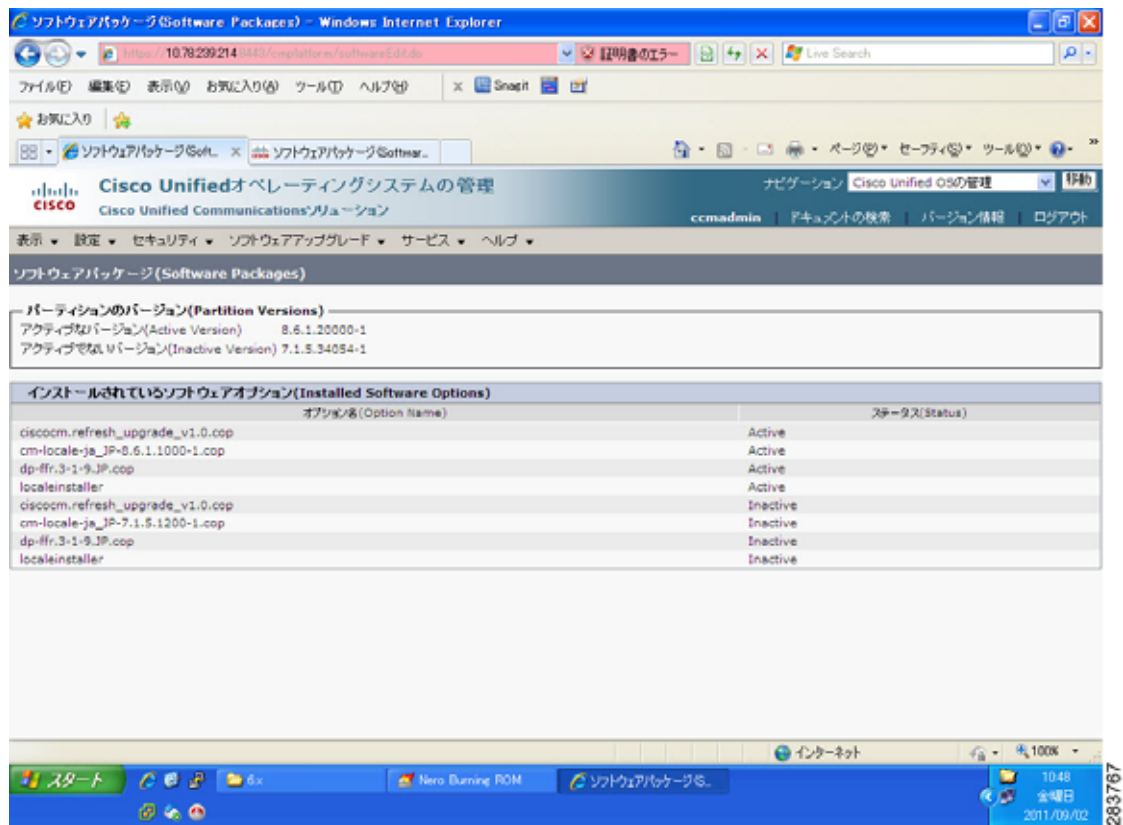 ソフトウェアパッケージ(Software Packages) - Windows Internet Explorer
https://10.78.239.214:8443/cmplatform/softwareEdit.do
証明書のエラー
Live Search
ファイル(F) 編集(E) 表示(V) お気に入り(A) ツール(T) ヘルプ(H) x Snagit
お気に入り
ソフトウェアパッケージ(Soft... ソフトウェアパッケージ(Softwar... ページ(P) セーフティ(S) ツール(O)
cisco
Cisco Unifiedオペレーティングシステムの管理
Cisco Unified Communicationsソリューション
ナビゲーション Cisco Unified OSの管理 移動
ccmadmin | ドキュメントの検索 | バージョン情報 | ログアウト
表示 設定 セキュリティ ソフトウェアアップグレード サービス ヘルプ
ソフトウェアパッケージ(Software Packages)
パーティションのバージョン(Partition Versions)
アクティブなバージョン(Active Version) 8.6.1.20000-1
アクティブでないバージョン(Inactive Version) 7.1.5.34054-1
インストールされているソフトウェアオプション(Installed Software Options)
オプション名(Option Name) ステータス(Status)
ciscocm.refresh_upgrade_v1.0.cop Active
cm-locale-ja_JP-8.6.1.1000-1.cop Active
dp-ffr.3-1-9.JP.cop Active
localeinstaller Active
ciscocm.refresh_upgrade_v1.0.cop Inactive
cm-locale-ja_JP-7.1.5.1200-1.cop Inactive
dp-ffr.3-1-9.JP.cop Inactive
localeinstaller Inactive
インターネット 100%
スタート 6.x Nero Burning ROM ソフトウェアパッケージ(S...
10:48
金曜日
2011/09/02
283767